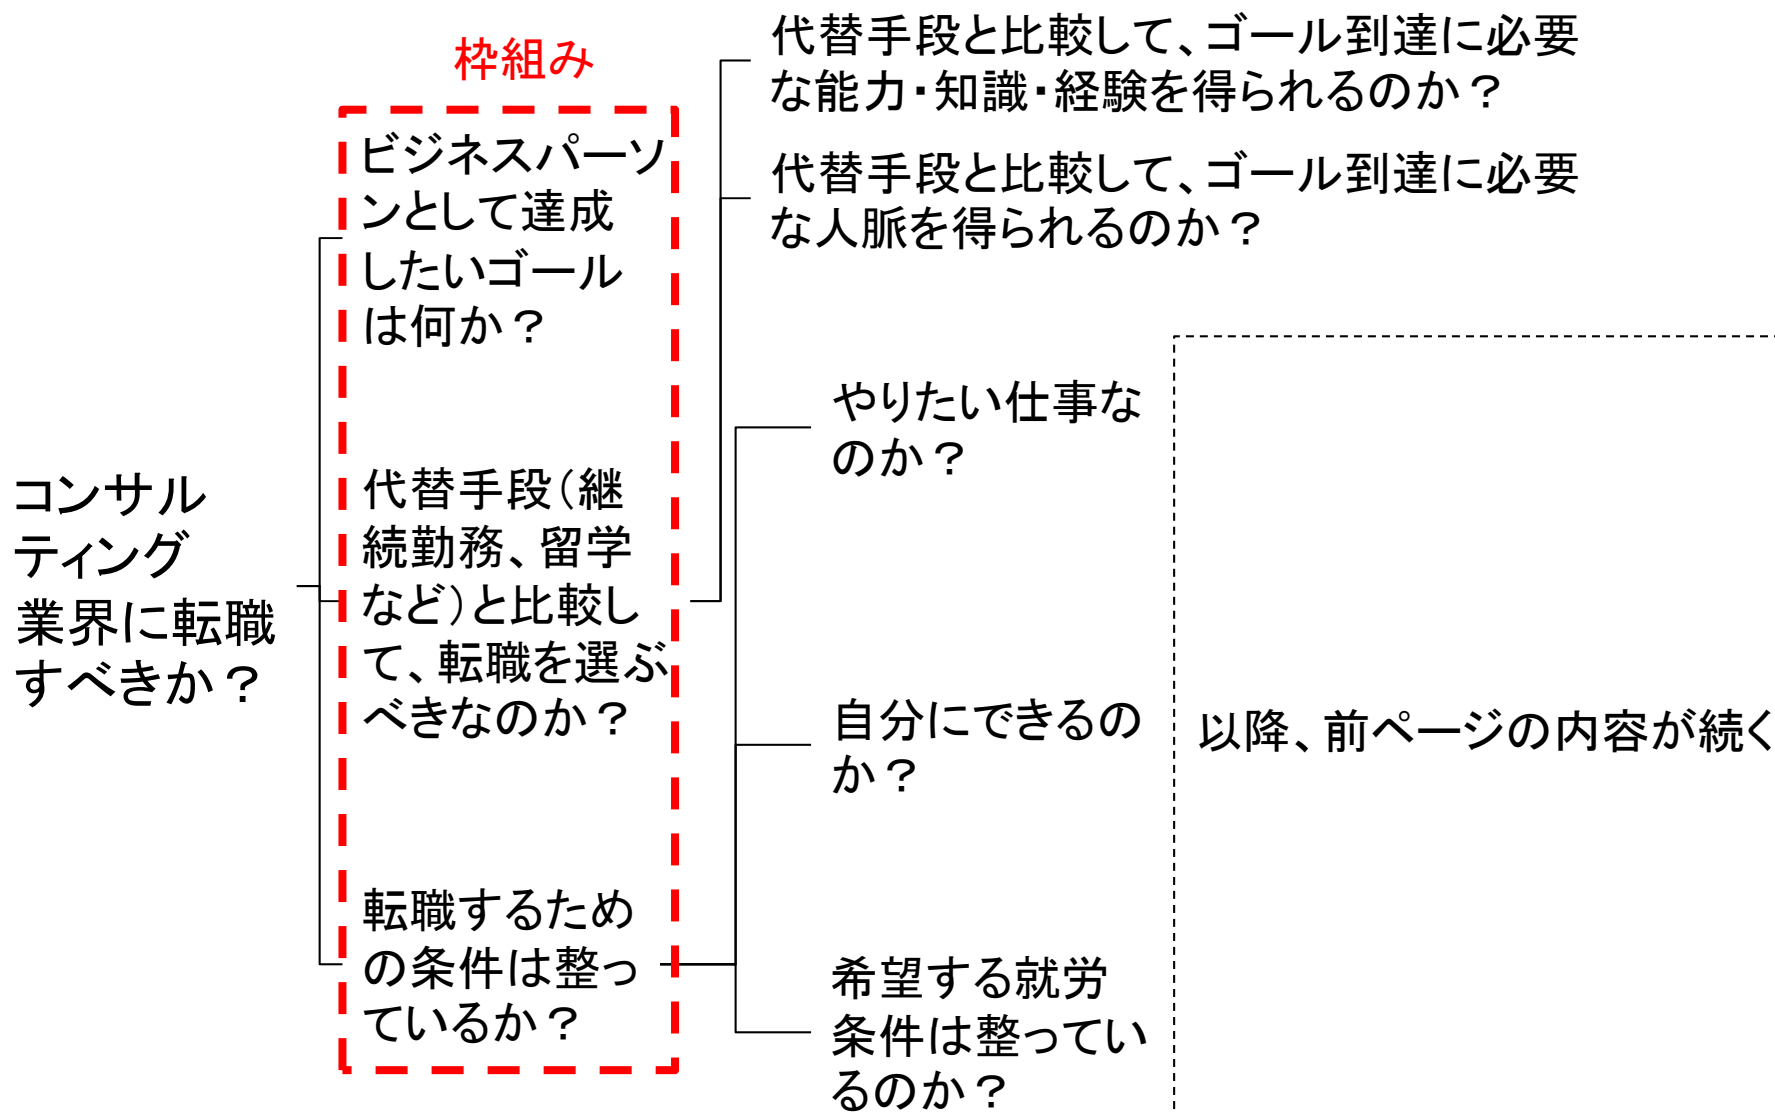 コンサル
ティング
業界に転職
すべきか？
枠組み
ビジネスパーソ
ンとして達成
したいゴール
は何か？
代替手段（継
続勤務、留学
など）と比較し
て、転職を選ぶ
べきなのか？
転職するため
の条件は整っ
ているか？
代替手段と比較して、ゴール到達に必要
な能力・知識・経験を得られるのか？
代替手段と比較して、ゴール到達に必要
な人脈を得られるのか？
やりたい仕事な
のか？
自分にできるの
か？
希望する就労
条件は整ってい
るのか？
以降、前ページの内容が続く